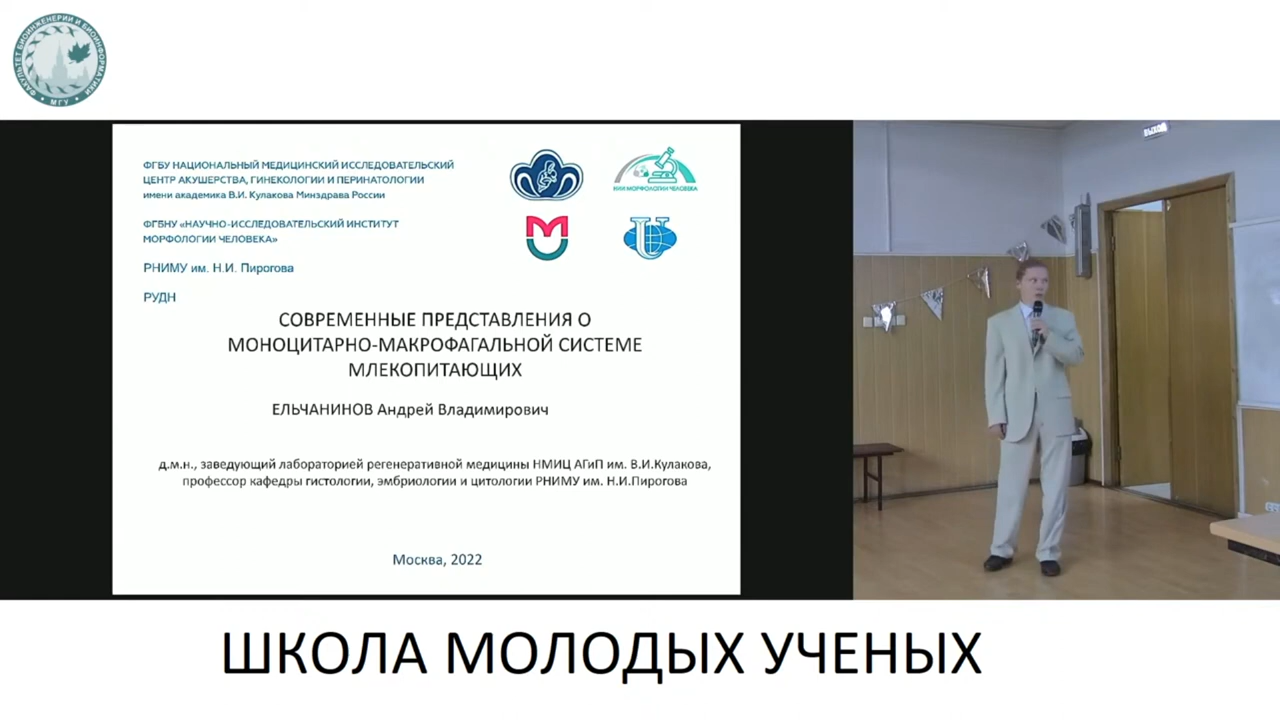 ФАКУЛЬТЕТ БИОИНЖЕНЕРИИ И БИОИНФОРМАТИКИ
МГУ
ФГБУ НАЦИОНАЛЬНЫЙ МЕДИЦИНСКИЙ ИССЛЕДОВАТЕЛЬСКИЙ
ЦЕНТР АКУШЕРСТВА, ГИНЕКОЛОГИИ И ПЕРИНАТОЛОГИИ
имени академика В.И. Кулакова Минздрава России
НИИ МОРФОЛОГИИ ЧЕЛОВЕКА
ФГБНУ «НАУЧНО-ИССЛЕДОВАТЕЛЬСКИЙ ИНСТИТУТ
МОРФОЛОГИИ ЧЕЛОВЕКА»
РНИМУ им. Н.И. Пирогова
РУДН
СОВРЕМЕННЫЕ ПРЕДСТАВЛЕНИЯ О
МОНОЦИТАРНО-МАКРОФАГАЛЬНОЙ СИСТЕМЕ
МЛЕКОПИТАЮЩИХ
ЕЛЬЧАНИНОВ Андрей Владимирович
д.м.н., заведующий лабораторией регенеративной медицины НМИЦ АГиП им. В.И.Кулакова,
профессор кафедры гистологии, эмбриологии и цитологии РНИМУ им. Н.И.Пирогова
Москва, 2022
ВЫХОД
ШКОЛА МОЛОДЫХ УЧЕНЫХ